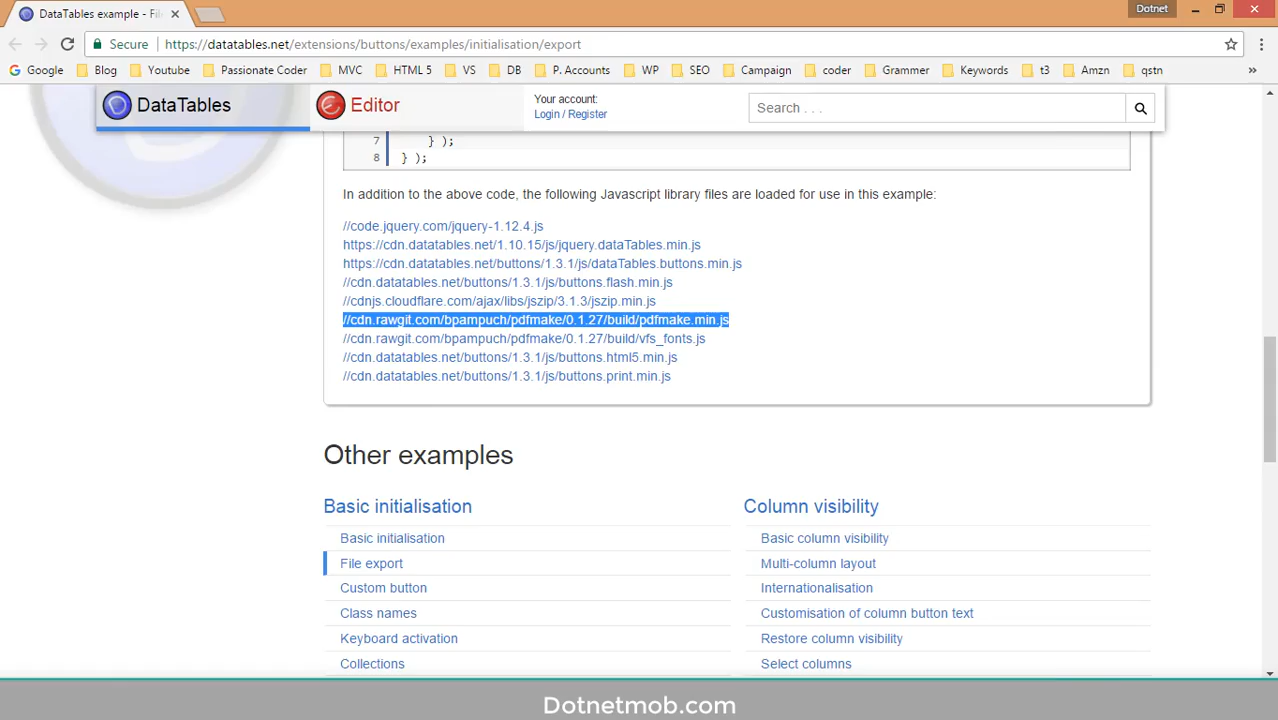 DataTables example - Fil
Dotnet
Secure
https://datatables.net/extensions/buttons/examples/initialisation/export
Google Blog Youtube Passionate Coder MVC HTML 5 VS DB P. Accounts WP SEO Campaign coder Grammer Keywords t3 Amzn qstn »
DataTables
Editor
Your account:
Login / Register
Search . . .
7 } );
8 } );
In addition to the above code, the following Javascript library files are loaded for use in this example:
//code.jquery.com/jquery-1.12.4.js
https://cdn.datatables.net/1.10.15/js/jquery.dataTables.min.js
https://cdn.datatables.net/buttons/1.3.1/js/dataTables.buttons.min.js
//cdn.datatables.net/buttons/1.3.1/js/buttons.flash.min.js
//cdnjs.cloudflare.com/ajax/libs/jszip/3.1.3/jszip.min.js
//cdn.rawgit.com/bpampuch/pdfmake/0.1.27/build/pdfmake.min.js
//cdn.rawgit.com/bpampuch/pdfmake/0.1.27/build/vfs_fonts.js
//cdn.datatables.net/buttons/1.3.1/js/buttons.html5.min.js
//cdn.datatables.net/buttons/1.3.1/js/buttons.print.min.js
Other examples
Basic initialisation
Basic initialisation
File export
Custom button
Class names
Keyboard activation
Collections
Column visibility
Basic column visibility
Multi-column layout
Internationalisation
Customisation of column button text
Restore column visibility
Select columns
Dotnetmob.com